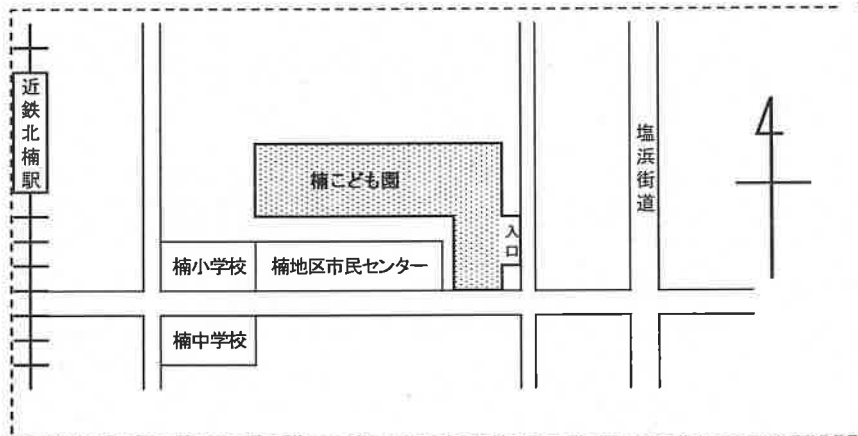 近鉄北楠駅
楠こども園
塩浜街道
入口
楠小学校
楠地区市民センター
楠中学校